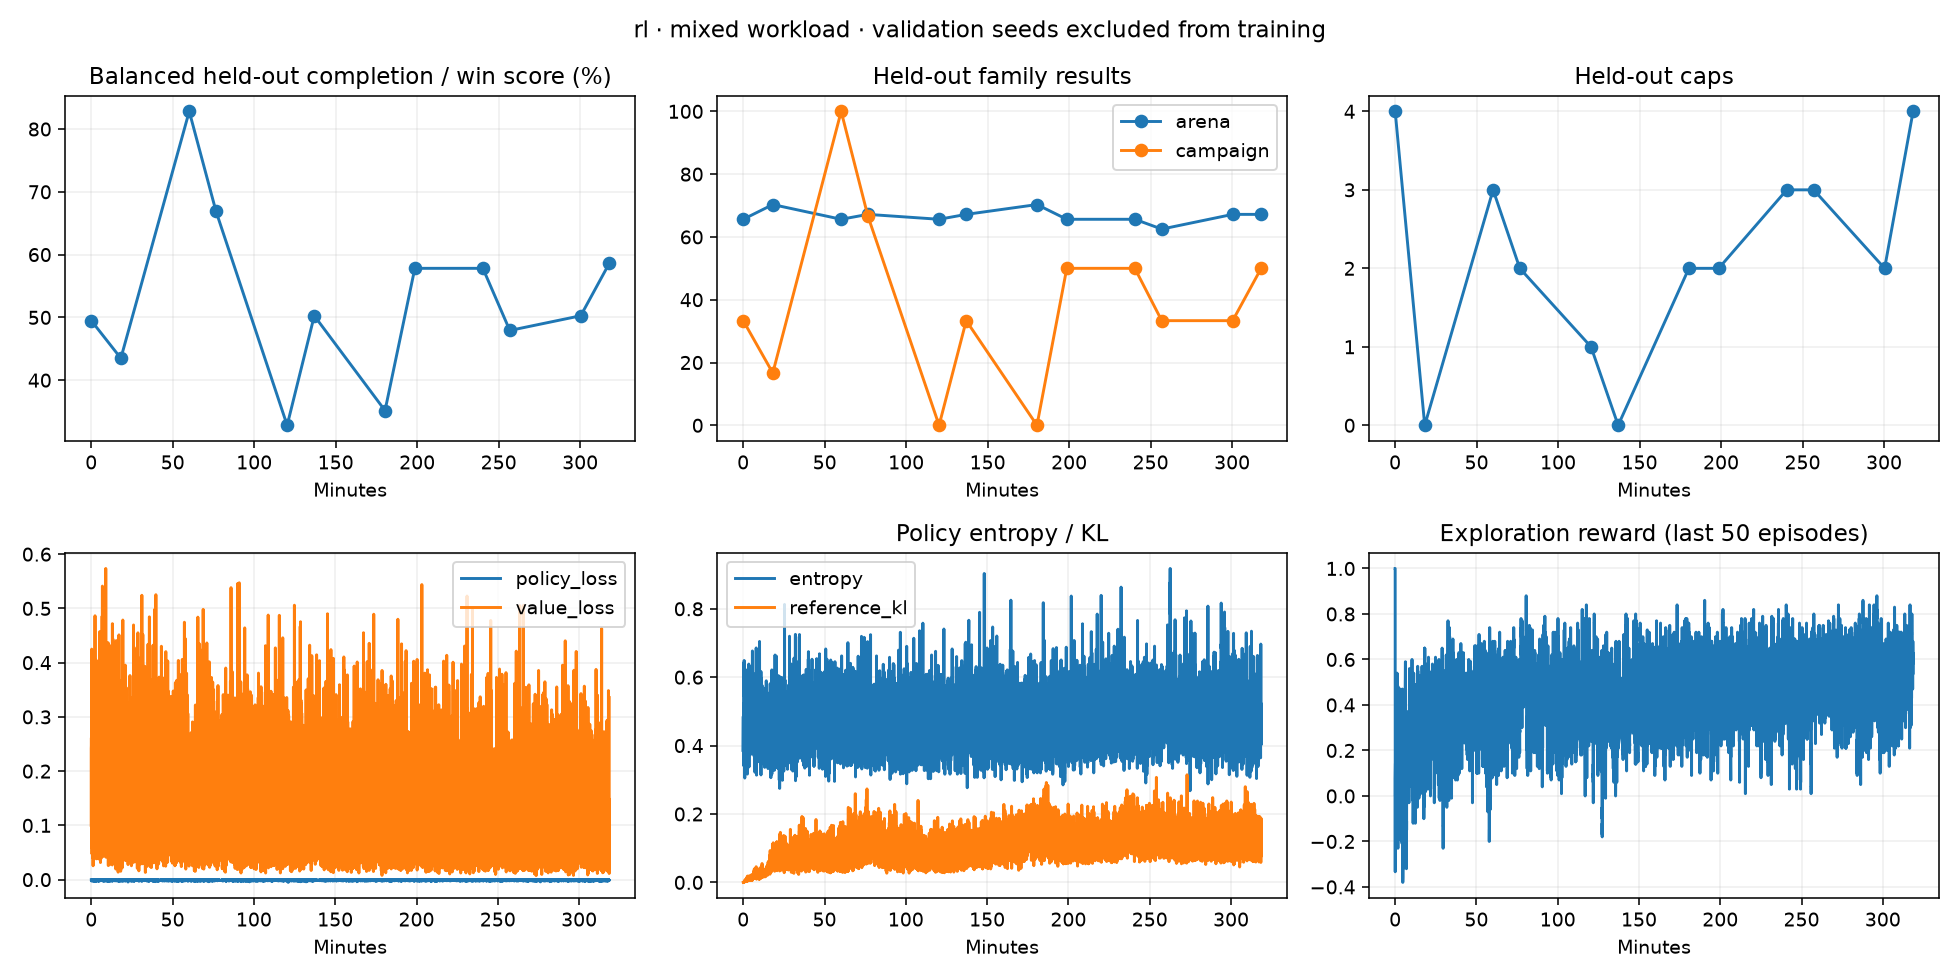 rl · mixed workload · validation seeds excluded from training
Balanced held-out completion / win score (%)
80
70
60
50
40
0 50 100 150 200 250 300
Minutes
Held-out family results
arena
campaign
100
80
60
40
20
0
0 50 100 150 200 250 300
Minutes
Held-out caps
4
3
2
1
0
0 50 100 150 200 250 300
Minutes
policy_loss
value_loss
0.6
0.5
0.4
0.3
0.2
0.1
0.0
0 50 100 150 200 250 300
Minutes
Policy entropy / KL
entropy
reference_kl
0.8
0.6
0.4
0.2
0.0
0 50 100 150 200 250 300
Minutes
Exploration reward (last 50 episodes)
1.0
0.8
0.6
0.4
0.2
0.0
−0.2
−0.4
0 50 100 150 200 250 300
Minutes